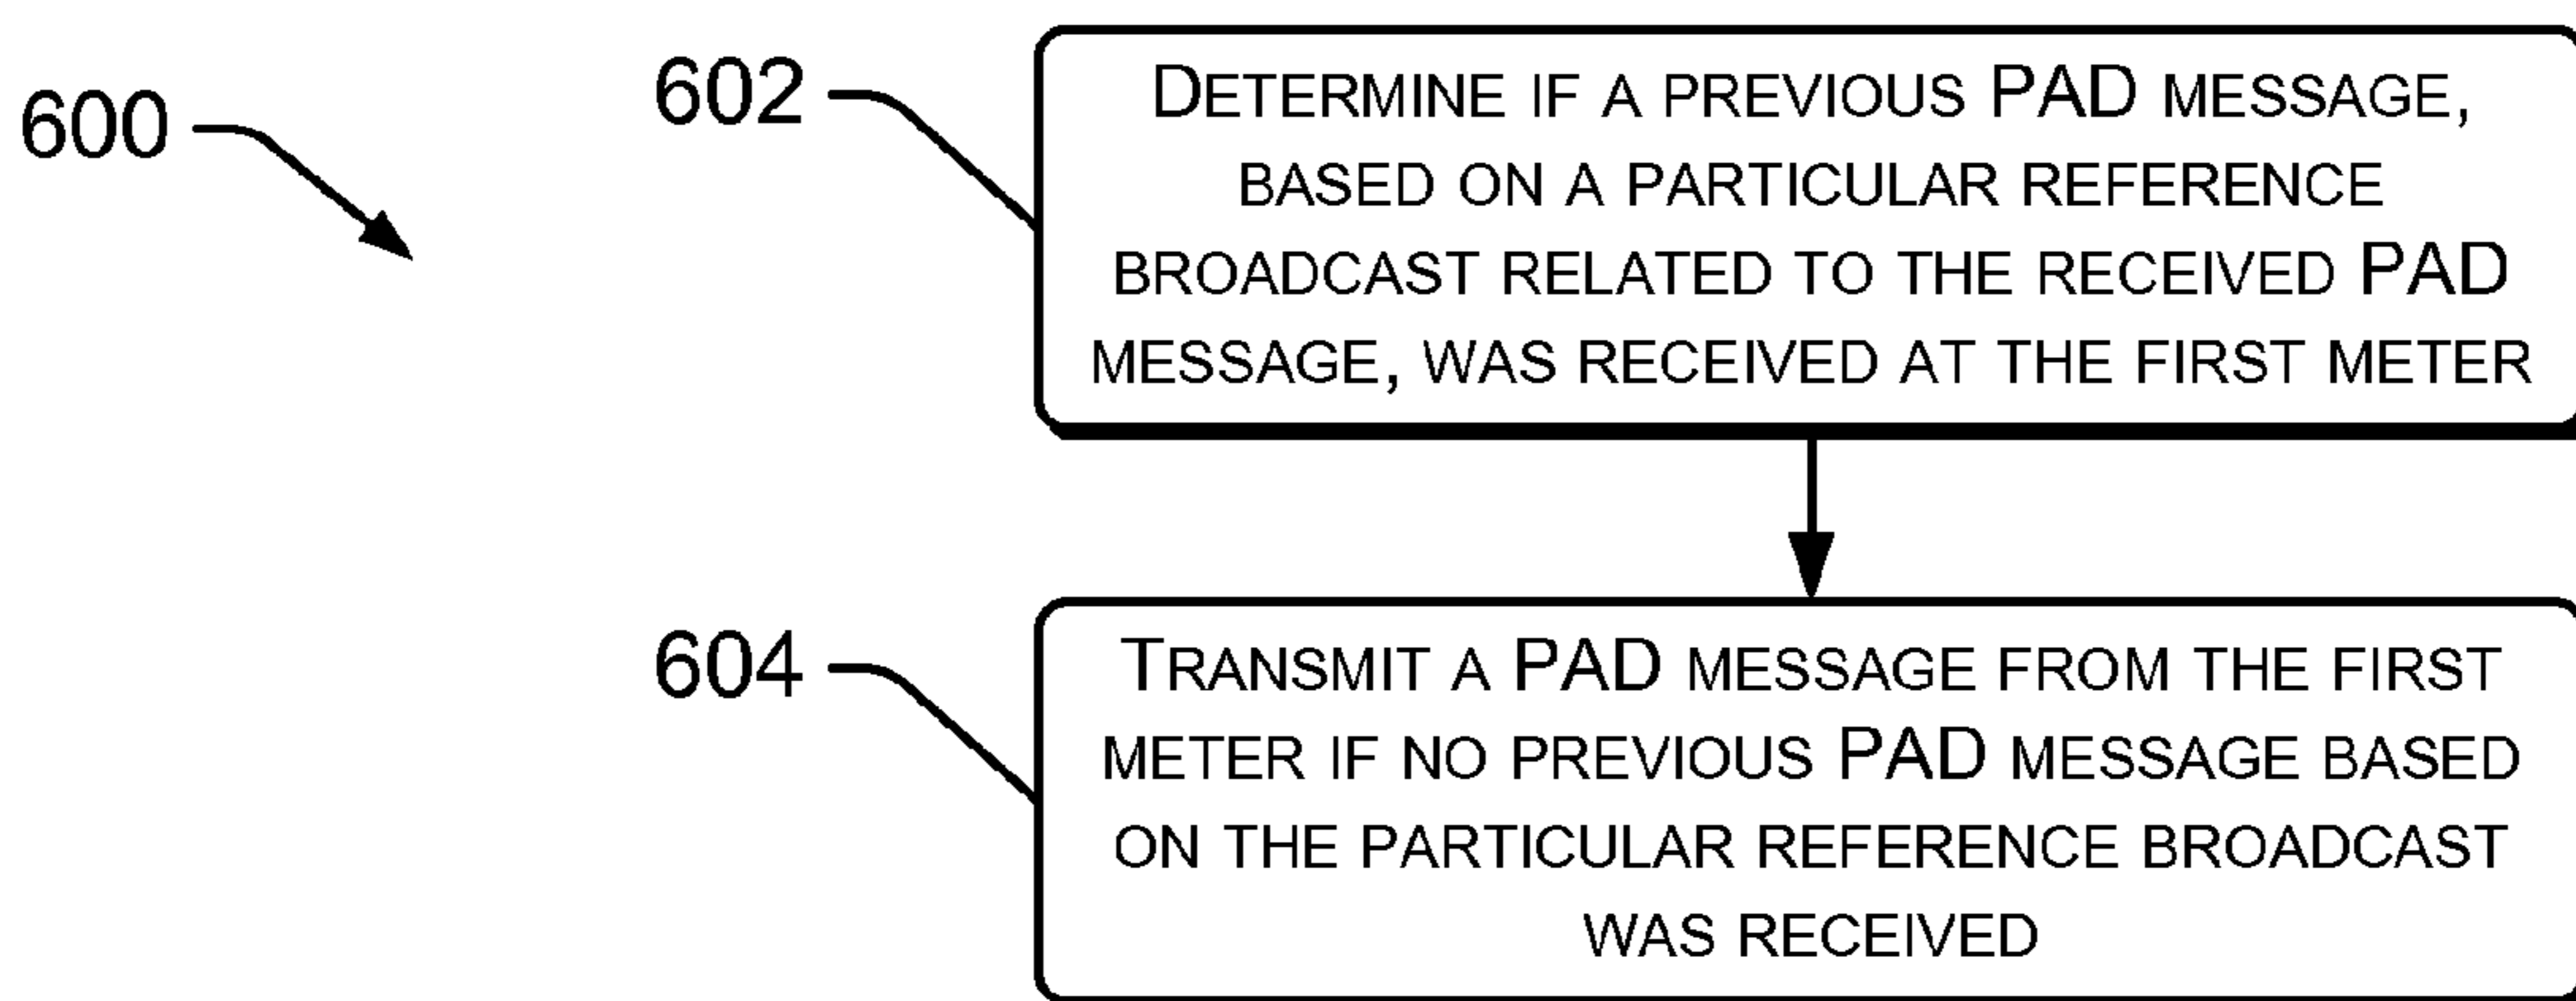 600
602
DETERMINE IF A PREVIOUS PAD MESSAGE,
BASED ON A PARTICULAR REFERENCE
BROADCAST RELATED TO THE RECEIVED PAD
MESSAGE, WAS RECEIVED AT THE FIRST METER
604
TRANSMIT A PAD MESSAGE FROM THE FIRST
METER IF NO PREVIOUS PAD MESSAGE BASED
ON THE PARTICULAR REFERENCE BROADCAST
WAS RECEIVED